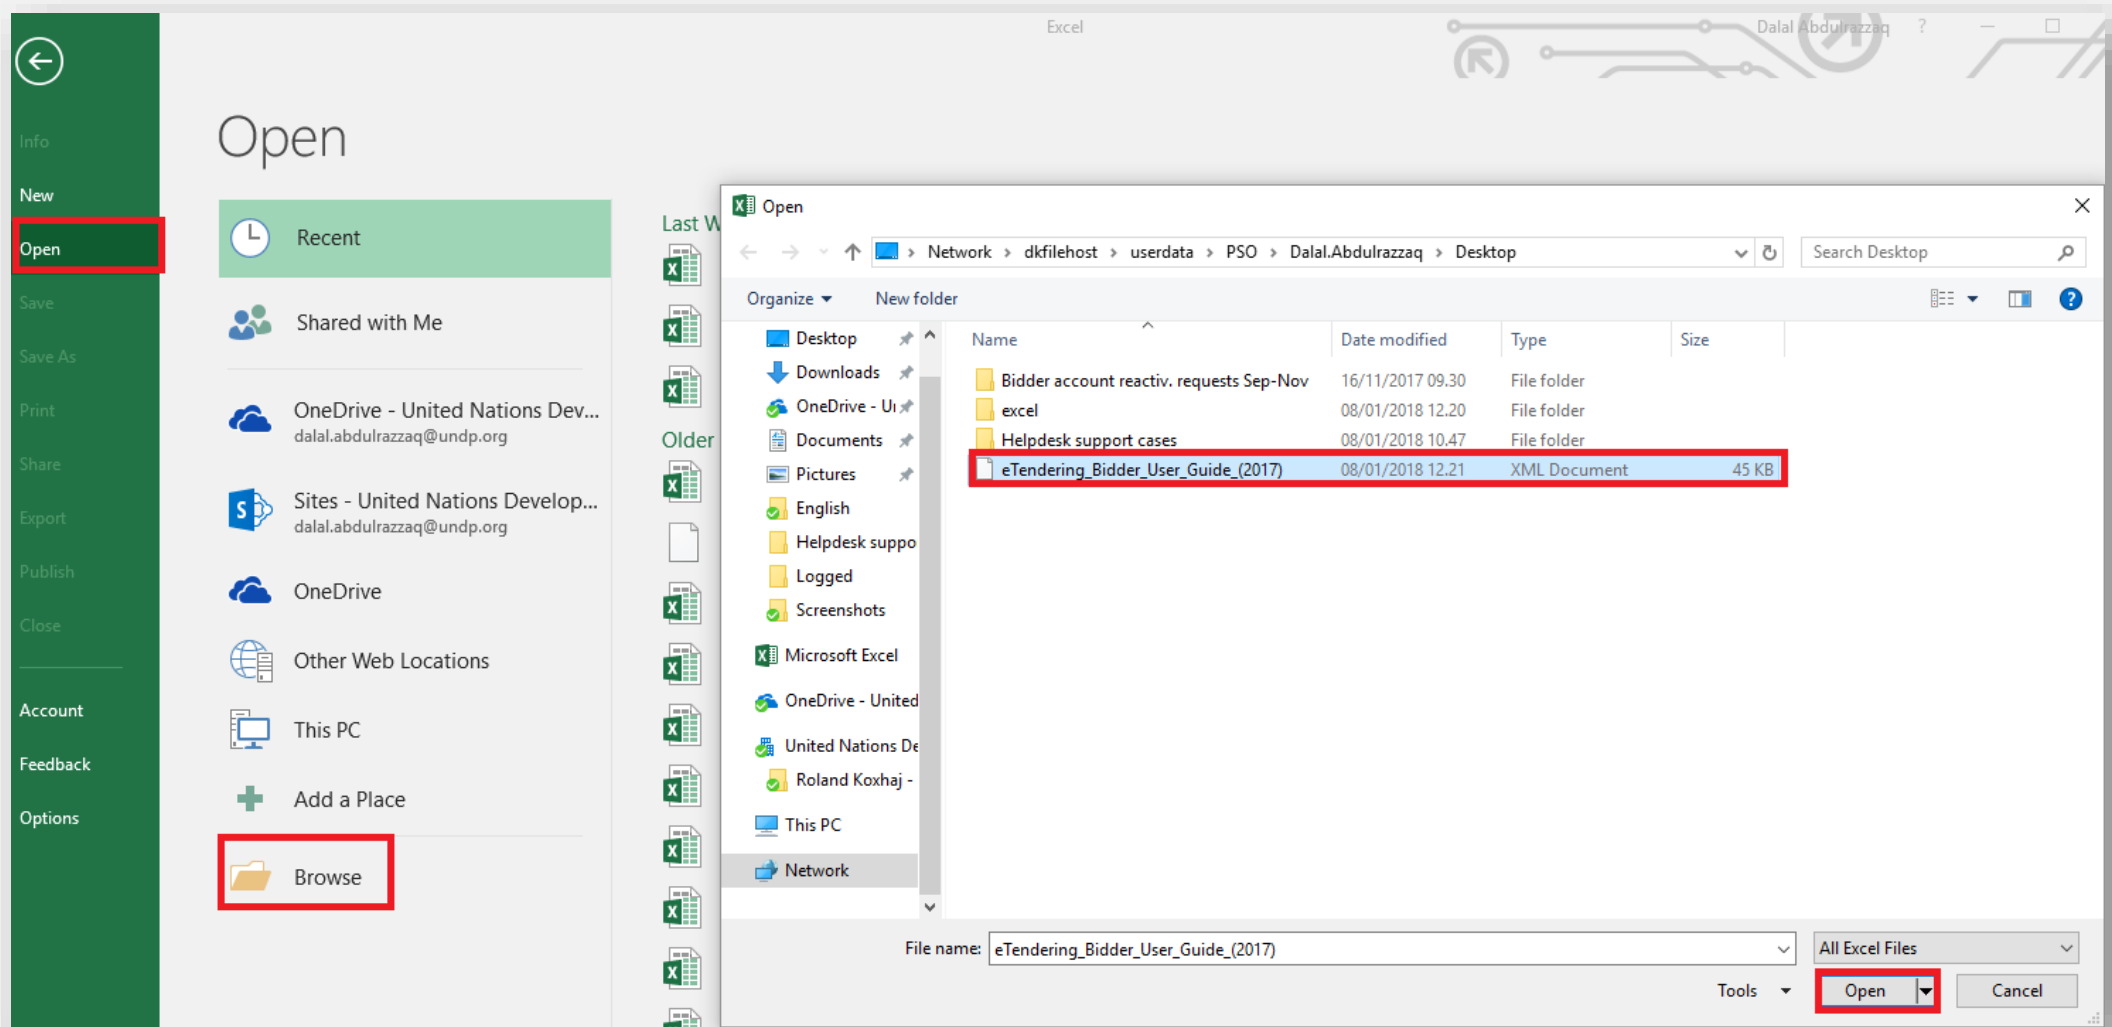 Excel
Dalal Abdulrazzaq ?
Info
New
Open
Save
Save As
Print
Share
Export
Publish
Close
Account
Feedback
Options
Open
Recent
Shared with Me
OneDrive - United Nations Dev...
dalal.abdulrazzaq@undp.org
Sites - United Nations Develop...
dalal.abdulrazzaq@undp.org
OneDrive
Other Web Locations
This PC
Add a Place
Browse
Last W
Older
Open
Network > dkfilehost > userdata > PSO > Dalal.Abdulrazzaq > Desktop
Search Desktop
Organize New folder
Desktop
Downloads
OneDrive - Ur
Documents
Pictures
English
Helpdesk suppo
Logged
Screenshots
Microsoft Excel
OneDrive - United
United Nations De
Roland Koxhaj -
This PC
Network
Name Date modified Type Size
Bidder account reactiv. requests Sep-Nov 16/11/2017 09.30 File folder
excel 08/01/2018 12.20 File folder
Helpdesk support cases 08/01/2018 10.47 File folder
eTendering_Bidder_User_Guide_(2017) 08/01/2018 12.21 XML Document 45 KB
File name: eTendering_Bidder_User_Guide_(2017) All Excel Files
Tools Open Cancel